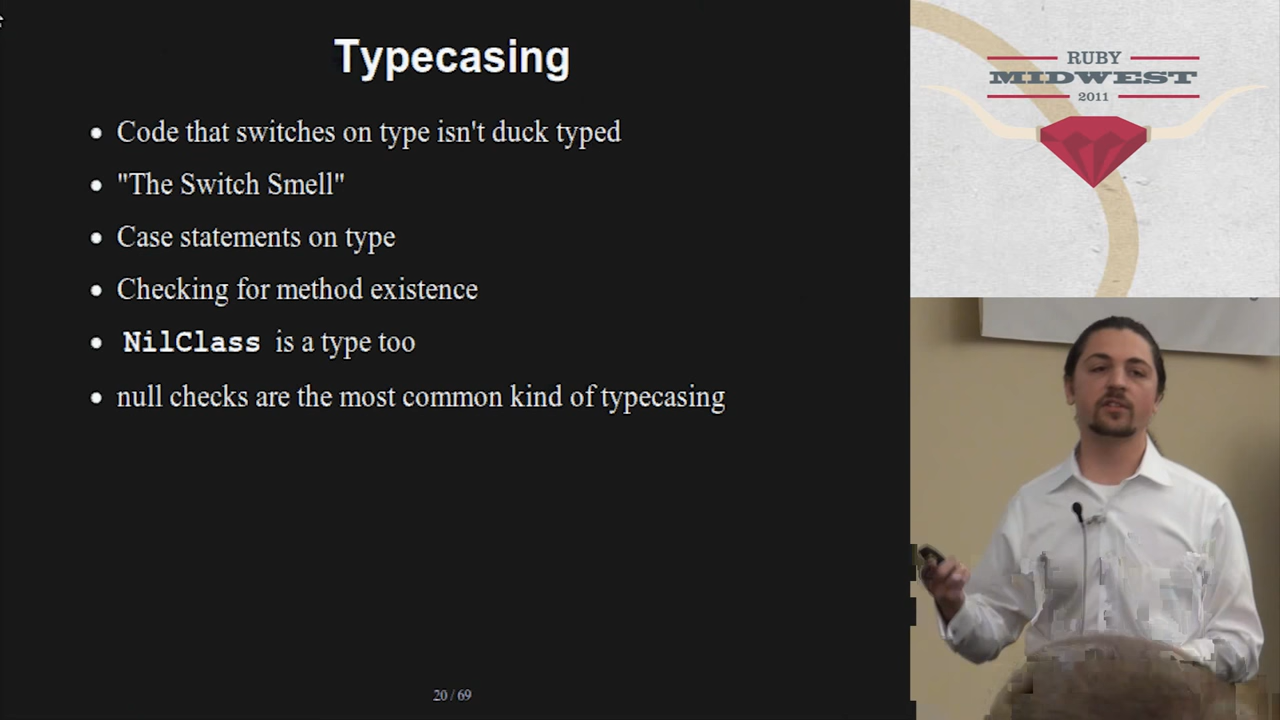 Typecasing
Code that switches on type isn't duck typed
"The Switch Smell"
Case statements on type
Checking for method existence
NilClass is a type too
null checks are the most common kind of typecasing
20 / 69
RUBY
MIDWEST
2011